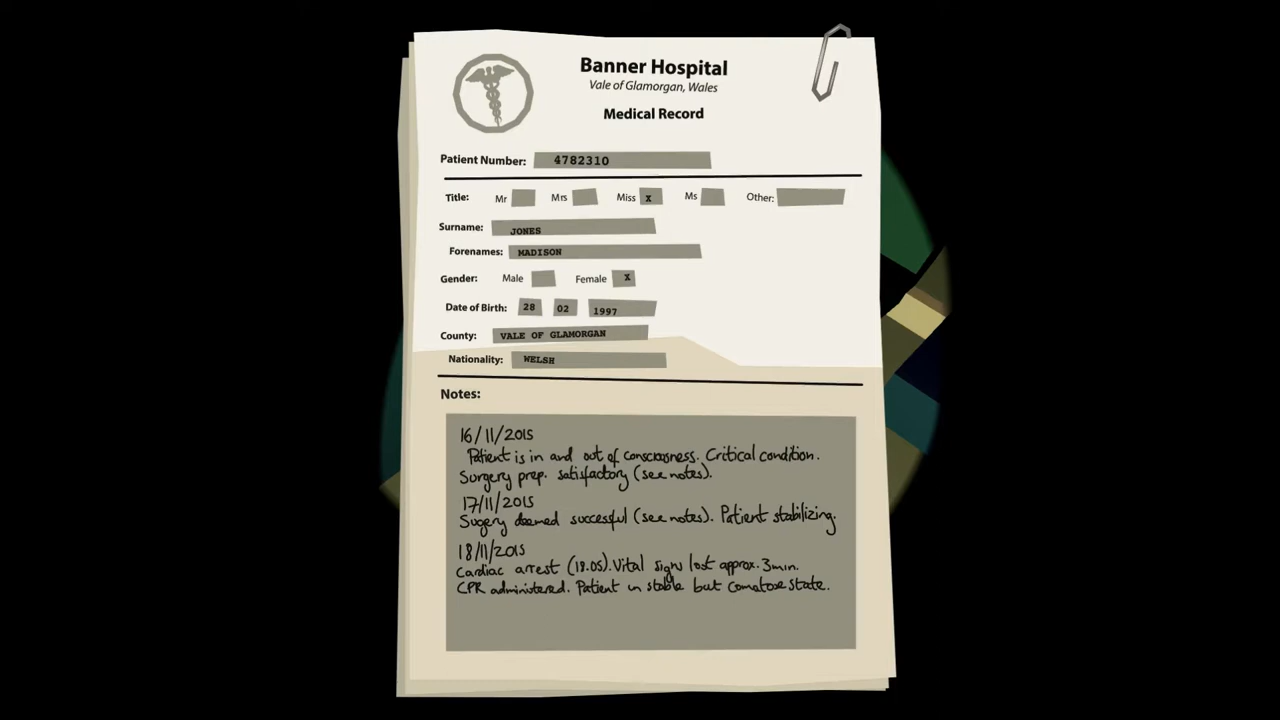 Banner Hospital
Vale of Glamorgan, Wales
Medical Record
Patient Number: 4782310
Title: Mr Mrs Miss X Ms Other:
Surname: JONES
Forenames: MADISON
Gender: Male Female X
Date of Birth: 28 02 1997
County: VALE OF GLAMORGAN
Nationality: WELSH
Notes:
16/11/2015
Patient is in and out of consciousness. Critical condition.
Surgery prep. satisfactory (see notes).
17/11/2015
Sugery deemed succesful (see notes). Patient stabilizing.
18/11/2015
Cardiac arrest (19.05). Vital signs lost approx. 3min.
CPR administered. Patient in stable but comatose state.